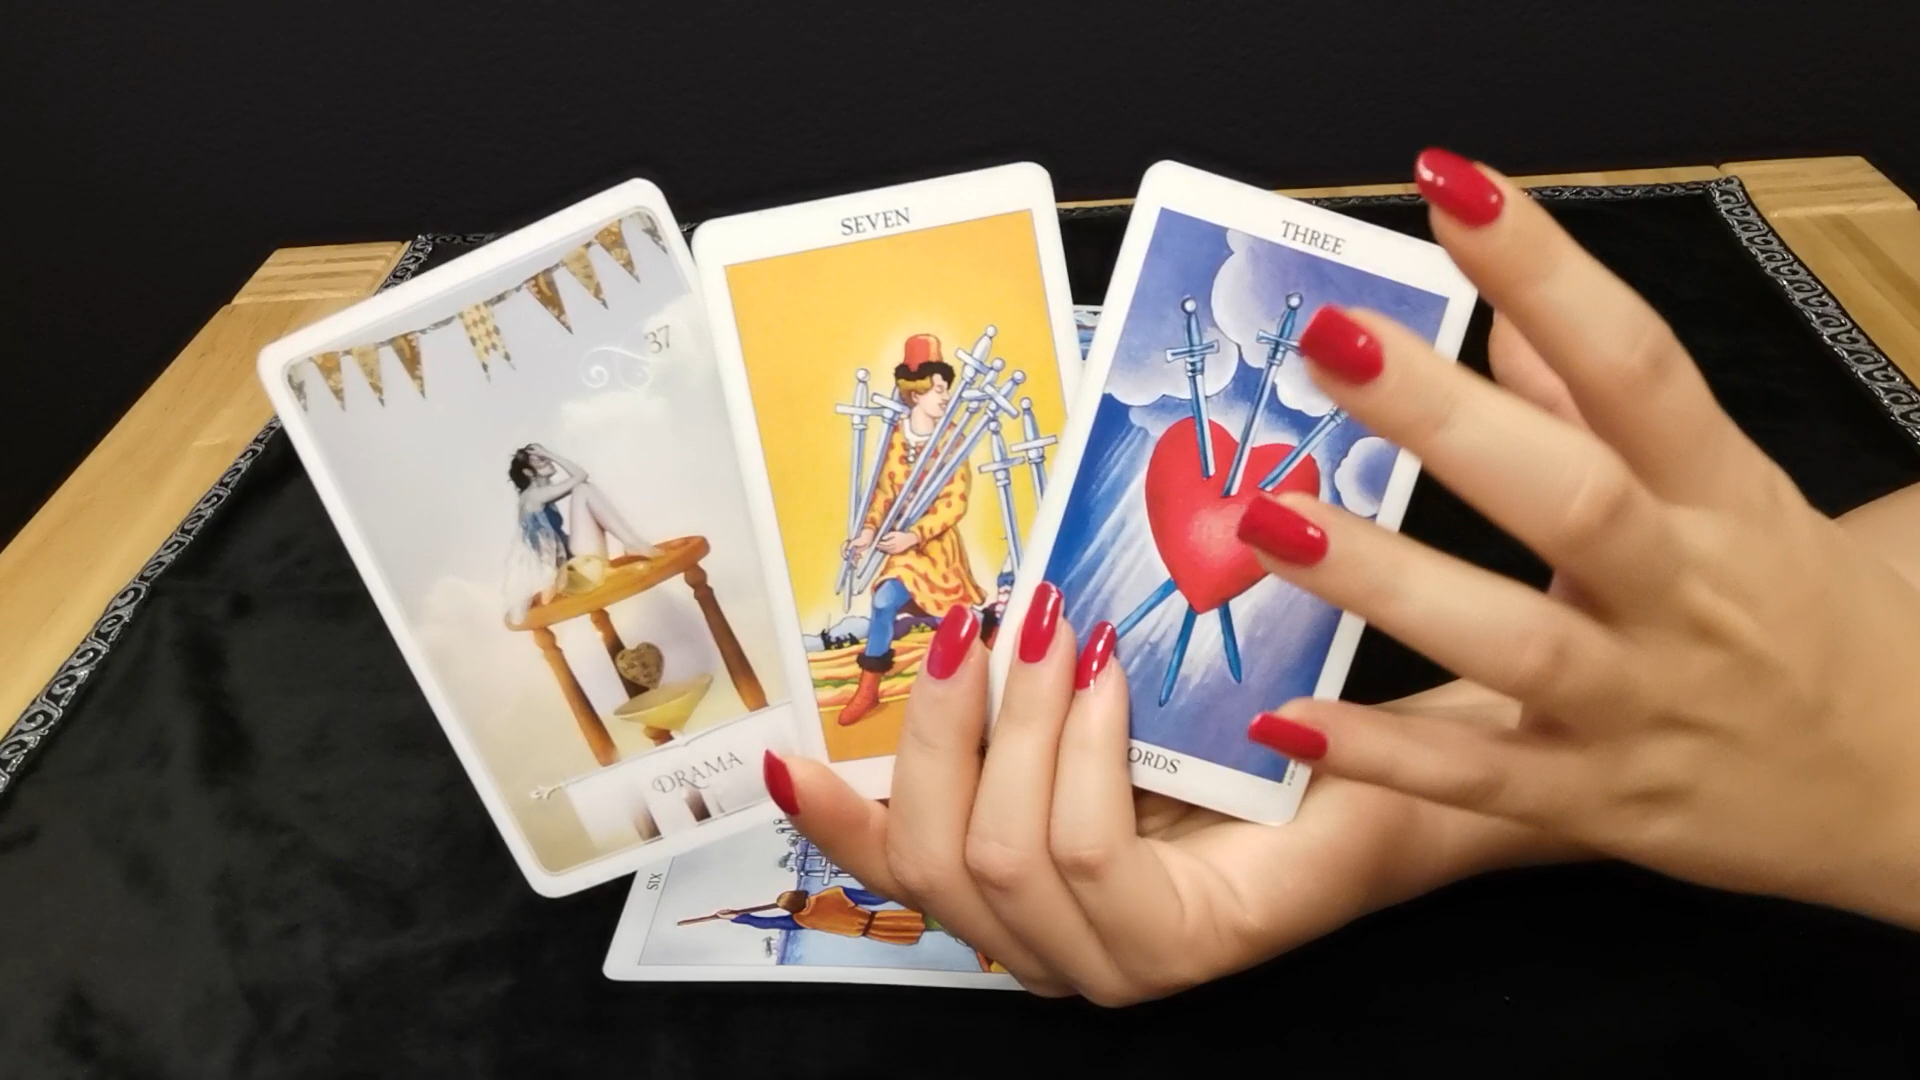 37
DRAMA
SEVEN
THREE
ORDS
SIX